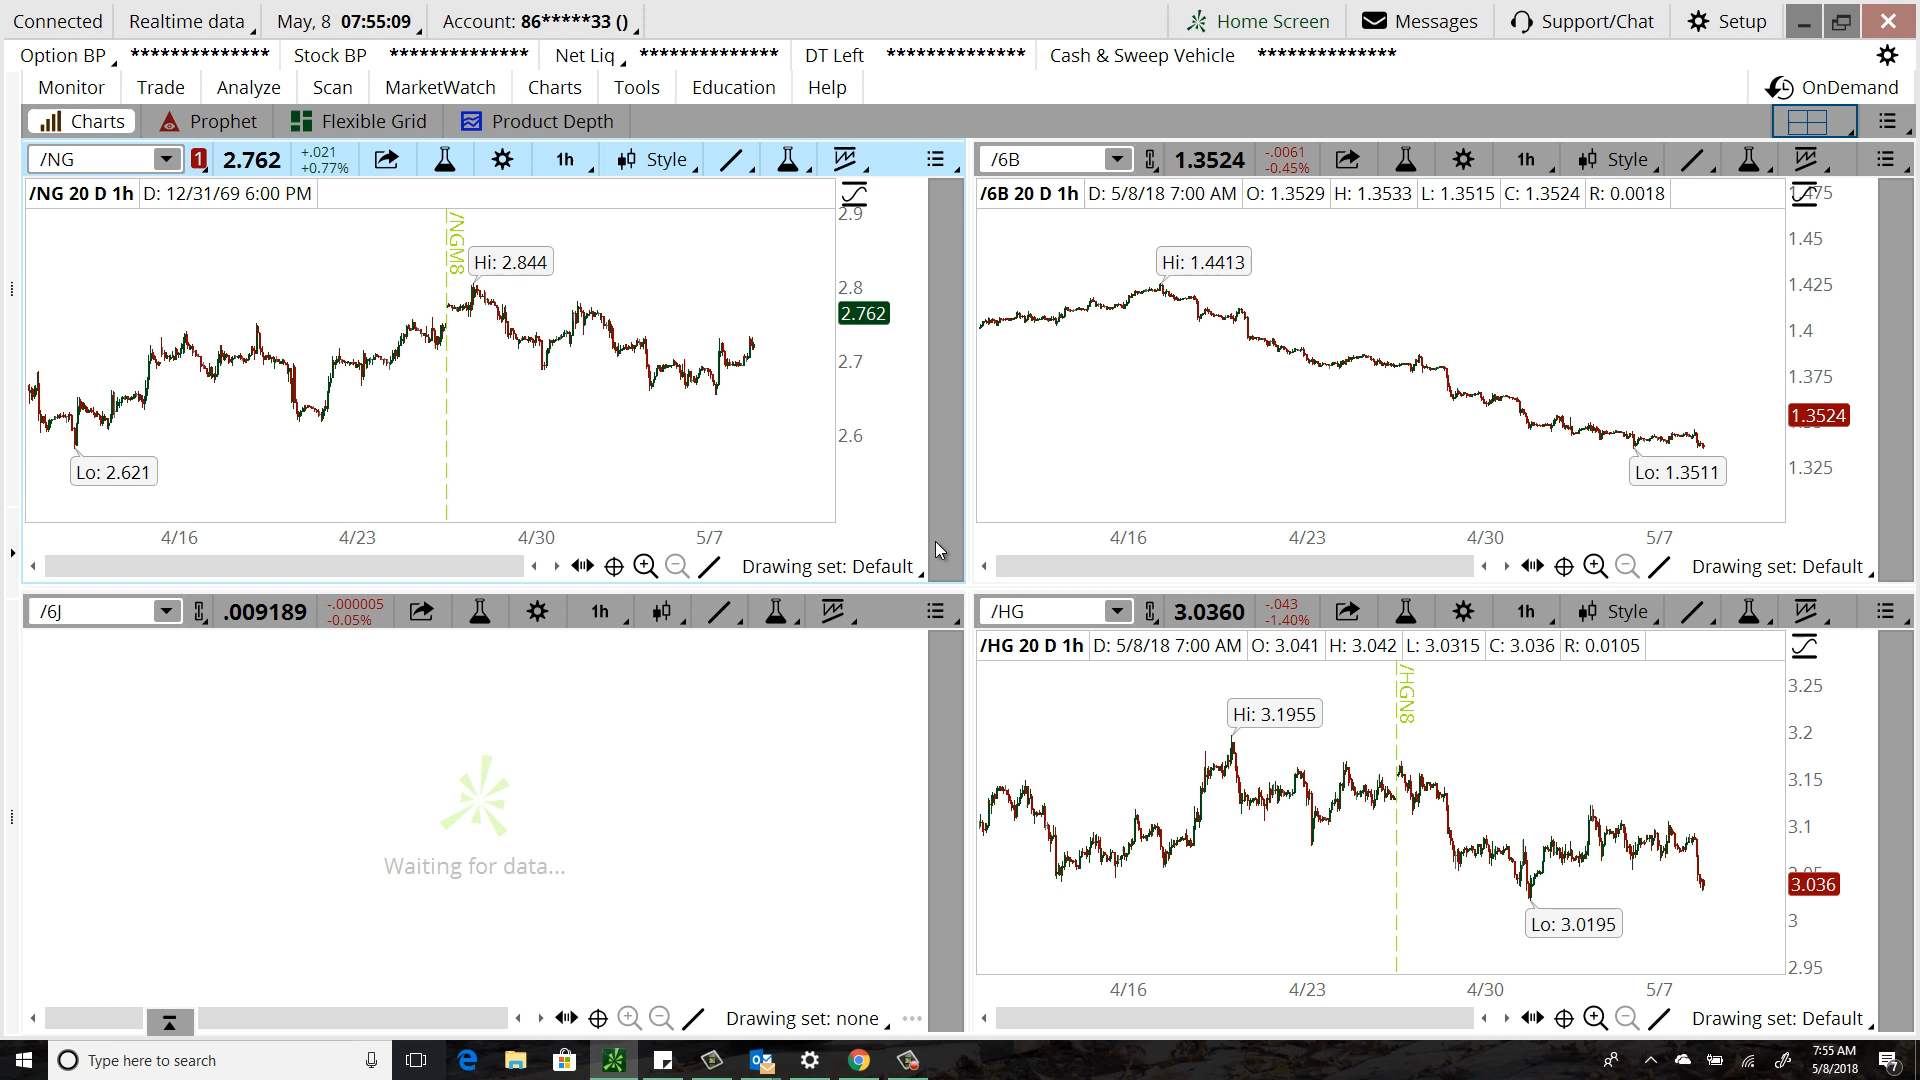 Connected Realtime data May, 8 07:55:09 Account: 86*****33 () Home Screen Messages Support/Chat Setup
Option BP ************** Stock BP ************** Net Liq ************** DT Left ************** Cash & Sweep Vehicle **************
Monitor Trade Analyze Scan MarketWatch Charts Tools Education Help OnDemand
Charts Prophet Flexible Grid Product Depth
/NG 1 2.762 +.021 +0.77% 1h Style
/NG 20 D 1h D: 12/31/69 6:00 PM
2.9
/NGM8
Hi: 2.844
2.8
2.762
2.7
2.6
Lo: 2.621
4/16 4/23 4/30 5/7
Drawing set: Default
/6B 1.3524 -.0061 -0.45% 1h Style
/6B 20 D 1h D: 5/8/18 7:00 AM O: 1.3529 H: 1.3533 L: 1.3515 C: 1.3524 R: 0.0018
1.45
Hi: 1.4413
1.425
1.4
1.375
1.3524
1.325
Lo: 1.3511
4/16 4/23 4/30 5/7
Drawing set: Default
/6J .009189 -.000005 -0.05% 1h
Waiting for data...
Drawing set: none
/HG 3.0360 -.043 -1.40% 1h Style
/HG 20 D 1h D: 5/8/18 7:00 AM O: 3.041 H: 3.042 L: 3.0315 C: 3.036 R: 0.0105
/HGN8
3.25
Hi: 3.1955
3.2
3.15
3.1
3.036
3
Lo: 3.0195
2.95
4/16 4/23 4/30 5/7
Drawing set: Default
Type here to search
7:55 AM
5/8/2018
7